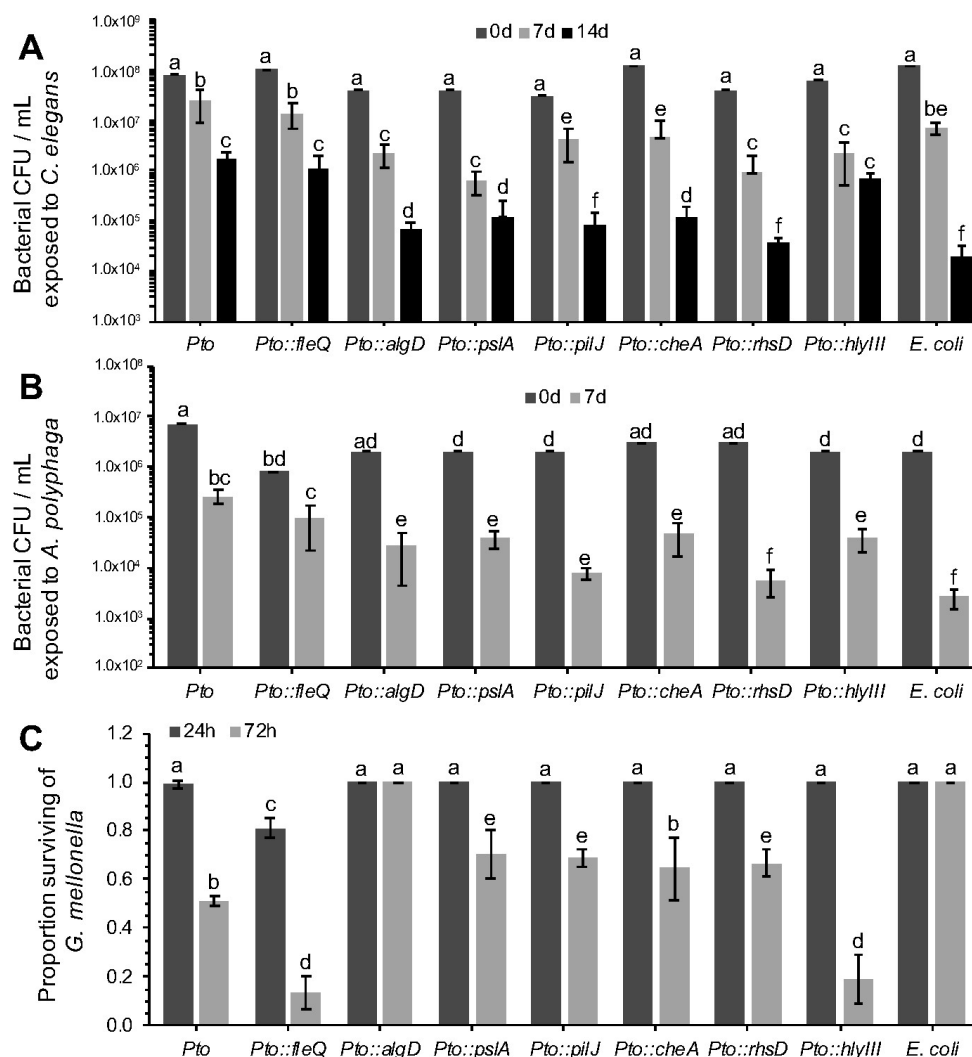 A
0d 7d 14d
Bacterial CFU / mL
exposed to C. elegans
1.0x10⁹
1.0x10⁸
1.0x10⁷
1.0x10⁶
1.0x10⁵
1.0x10⁴
1.0x10³
a b c a b c a c d a c d a e f a e d a c f a c c a be f
Pto Pto::fleQ Pto::algD Pto::pslA Pto::pilJ Pto::cheA Pto::rhsD Pto::hlyIII E. coli
B
0d 7d
Bacterial CFU / mL
exposed to A. polyphaga
1.0x10⁸
1.0x10⁷
1.0x10⁶
1.0x10⁵
1.0x10⁴
1.0x10³
1.0x10²
a bc bd c ad e d e d e ad e ad f d e d f
Pto Pto::fleQ Pto::algD Pto::pslA Pto::pilJ Pto::cheA Pto::rhsD Pto::hlyIII E. coli
C
24h 72h
Proportion surviving of
G. mellonella
1.2
1.0
0.8
0.6
0.4
0.2
0.0
a b c d a a a e a e a b a e a d a a
Pto Pto::fleQ Pto::algD Pto::pslA Pto::pilJ Pto::cheA Pto::rhsD Pto::hlyIII E. coli